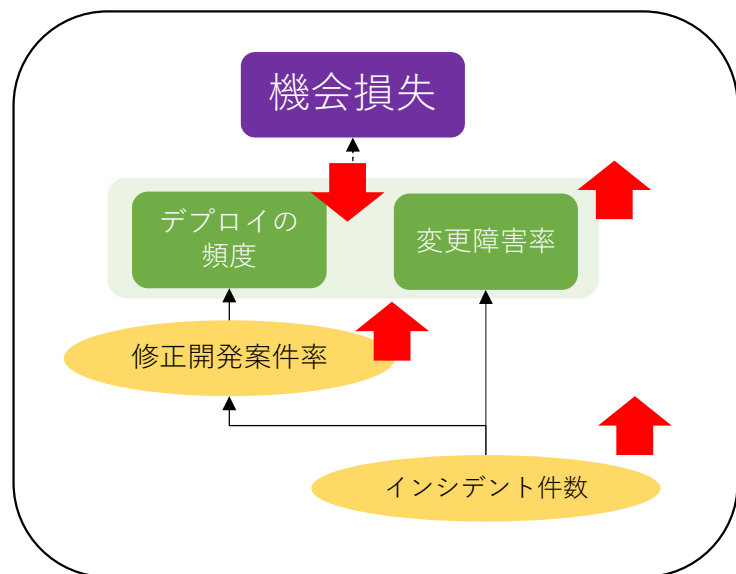 機会損失
デプロイの
頻度
変更障害率
修正開発案件率
インシデント件数